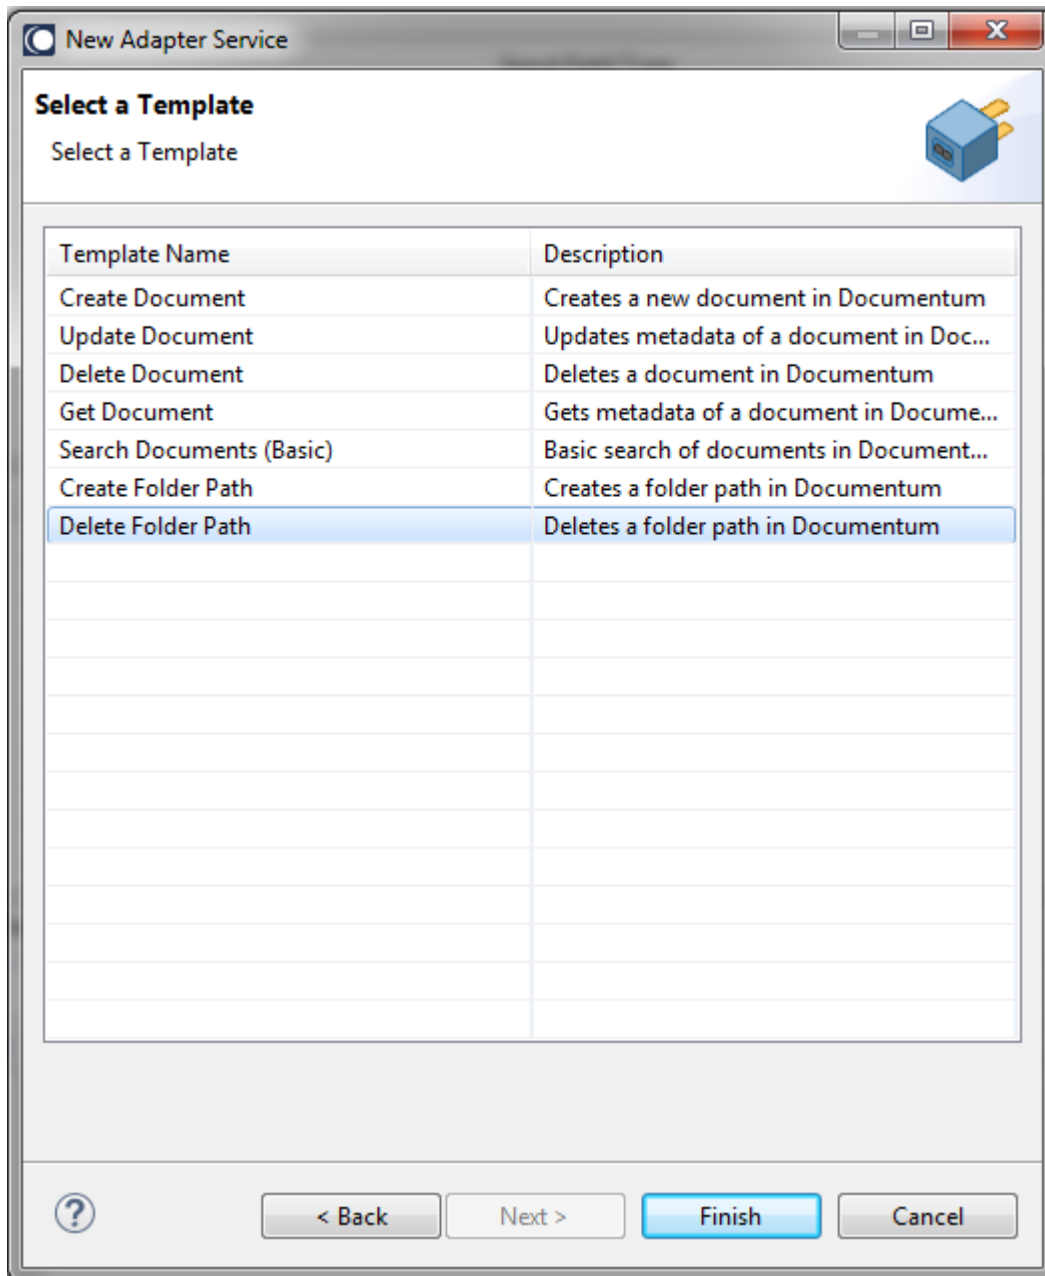 New Adapter Service
Select a Template
Select a Template
Template Name Description
Create Document Creates a new document in Documentum
Update Document Updates metadata of a document in Doc...
Delete Document Deletes a document in Documentum
Get Document Gets metadata of a document in Docume...
Search Documents (Basic) Basic search of documents in Document...
Create Folder Path Creates a folder path in Documentum
Delete Folder Path Deletes a folder path in Documentum
? < Back Next > Finish Cancel